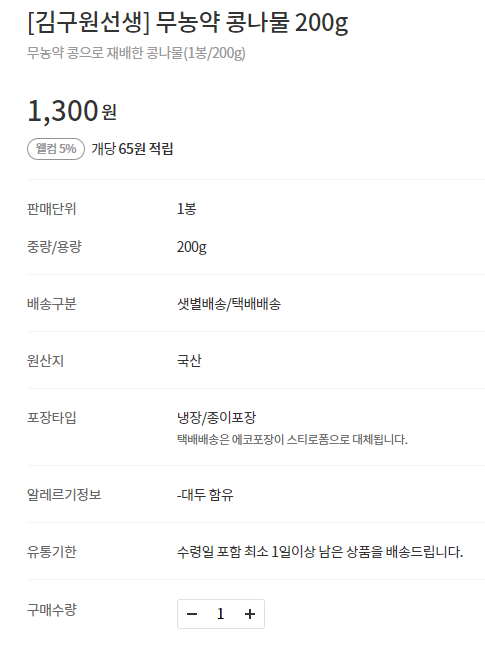 [김구원선생] 무농약 콩나물 200g
무농약 콩으로 재배한 콩나물(1봉/200g)
1,300원
웰컴 5% 개당 65원 적립
판매단위 1봉
중량/용량 200g
배송구분 샛별배송/택배배송
원산지 국산
포장타입 냉장/종이포장
택배배송은 에코포장이 스티로폼으로 대체됩니다.
알레르기정보 -대두 함유
유통기한 수령일 포함 최소 1일이상 남은 상품을 배송드립니다.
구매수량 − 1 +